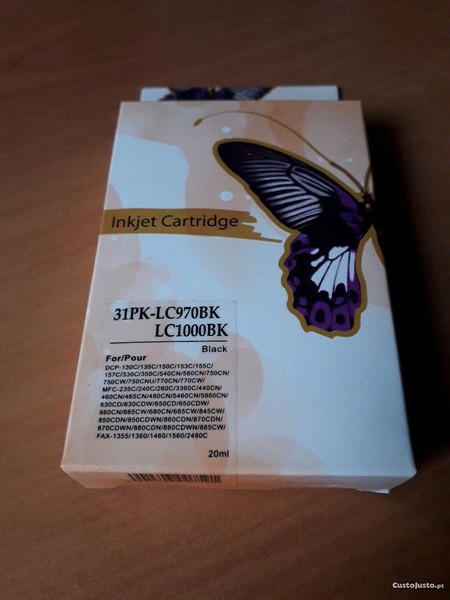 Inkjet Cartridge
31PK-LC970BK
LC1000BK
Black
For/Pour
DCP-130C/135C/150C/153C/155C/
157C/330C/350C/540CN/560CN/750CN/
750CW/750CNU/770CN/770CW/
MFC-235C/240C/260C/3360C/440CN/
460CN/465CN/480CN/5460CN/5860CN/
630CD/630CDW/650CD/650CDW/
660CN/665CW/680CN/685CW/845CW/
850CDN/850CDWN/860CDN/870CDN/
870CDWN/880CDN/880CDWN/885CW/
FAX-1355/1360/1460/1560/2480C
20ml
CustoJusto.pt